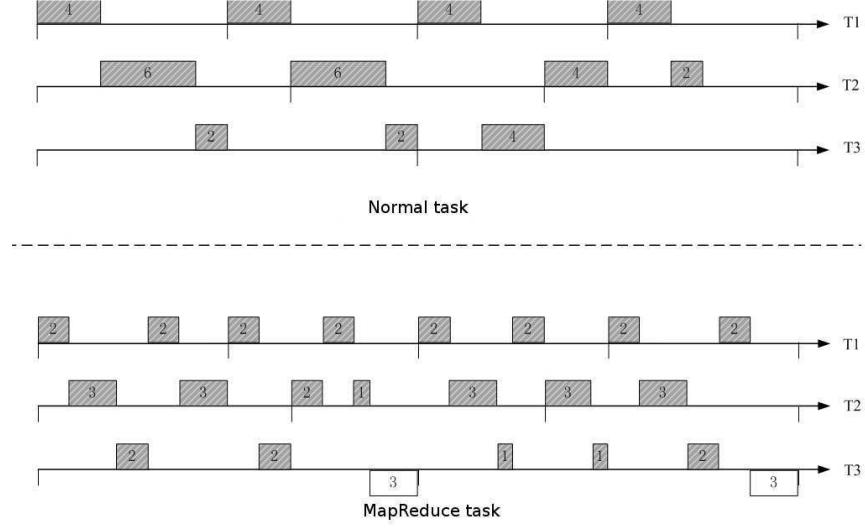 4 4 4 4 T1
6 6 4 2 T2
2 2 4 T3
Normal task
2 2 2 2 2 2 2 2 T1
3 3 2 1 3 3 3 T2
2 2 1 1 2 T3
3 3
MapReduce task